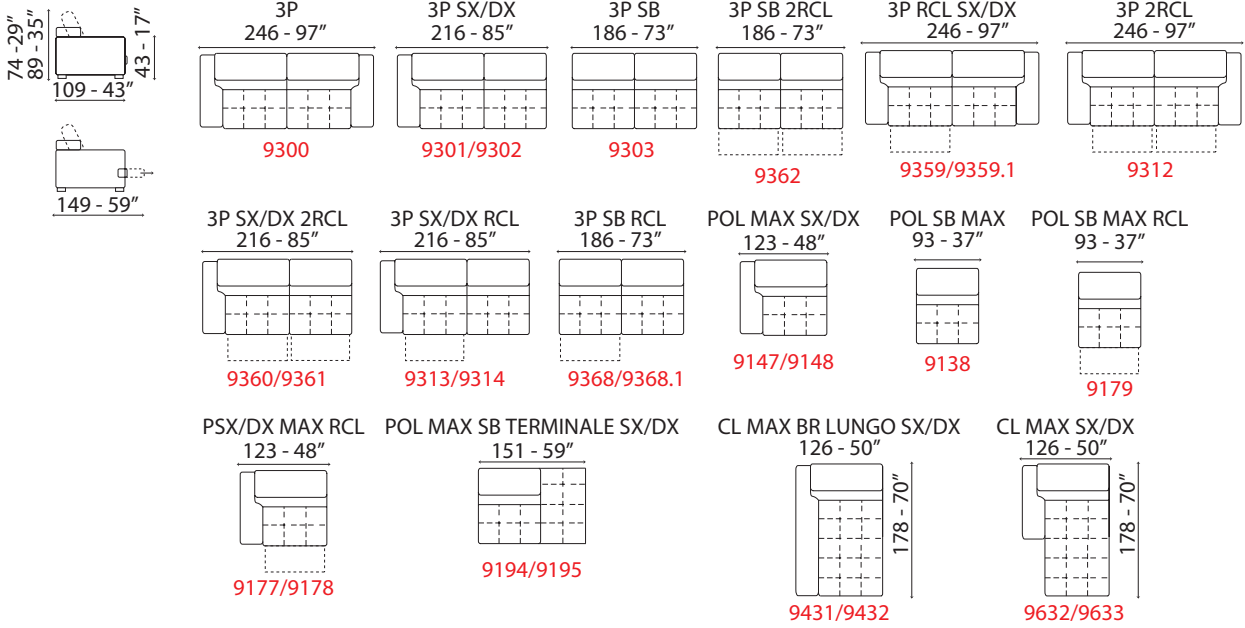 74 -29”
89 - 35”
43 - 17”
109 - 43”
149 - 59”
3P
246 - 97”
9300
3P SX/DX
216 - 85”
9301/9302
3P SB
186 - 73”
9303
3P SB 2RCL
186 - 73”
9362
3P RCL SX/DX
246 - 97”
9359/9359.1
3P 2RCL
246 - 97”
9312
3P SX/DX 2RCL
216 - 85”
9360/9361
3P SX/DX RCL
216 - 85”
9313/9314
3P SB RCL
186 - 73”
9368/9368.1
POL MAX SX/DX
123 - 48”
9147/9148
POL SB MAX
93 - 37”
9138
POL SB MAX RCL
93 - 37”
9179
PSX/DX MAX RCL
123 - 48”
9177/9178
POL MAX SB TERMINALE SX/DX
151 - 59”
9194/9195
CL MAX BR LUNGO SX/DX
126 - 50”
178 - 70”
9431/9432
CL MAX SX/DX
126 - 50”
178 - 70”
9632/9633